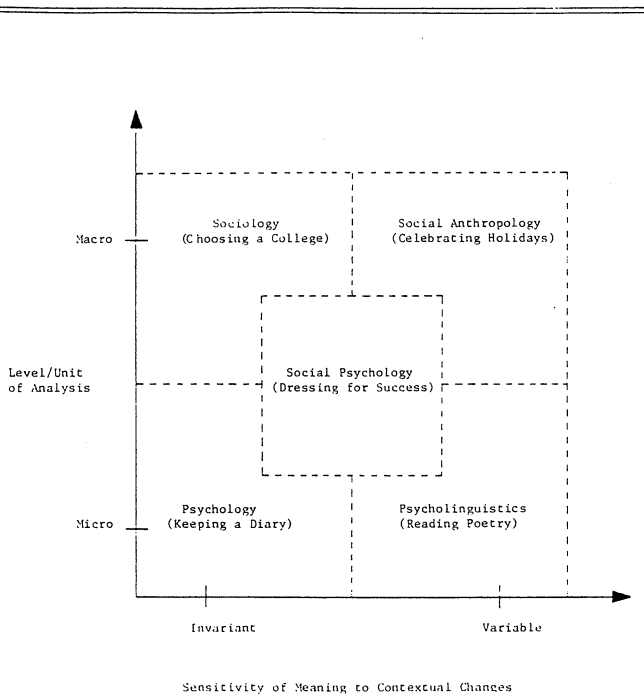 Sociology
(Choosing a College)
Social Anthropology
(Celebrating Holidays)
Macro
Level/Unit
of Analysis
Social Psychology
(Dressing for Success)
Psychology
(Keeping a Diary)
Psycholinguistics
(Reading Poetry)
Micro
Invariant
Variable
Sensitivity of Meaning to Contextual Changes